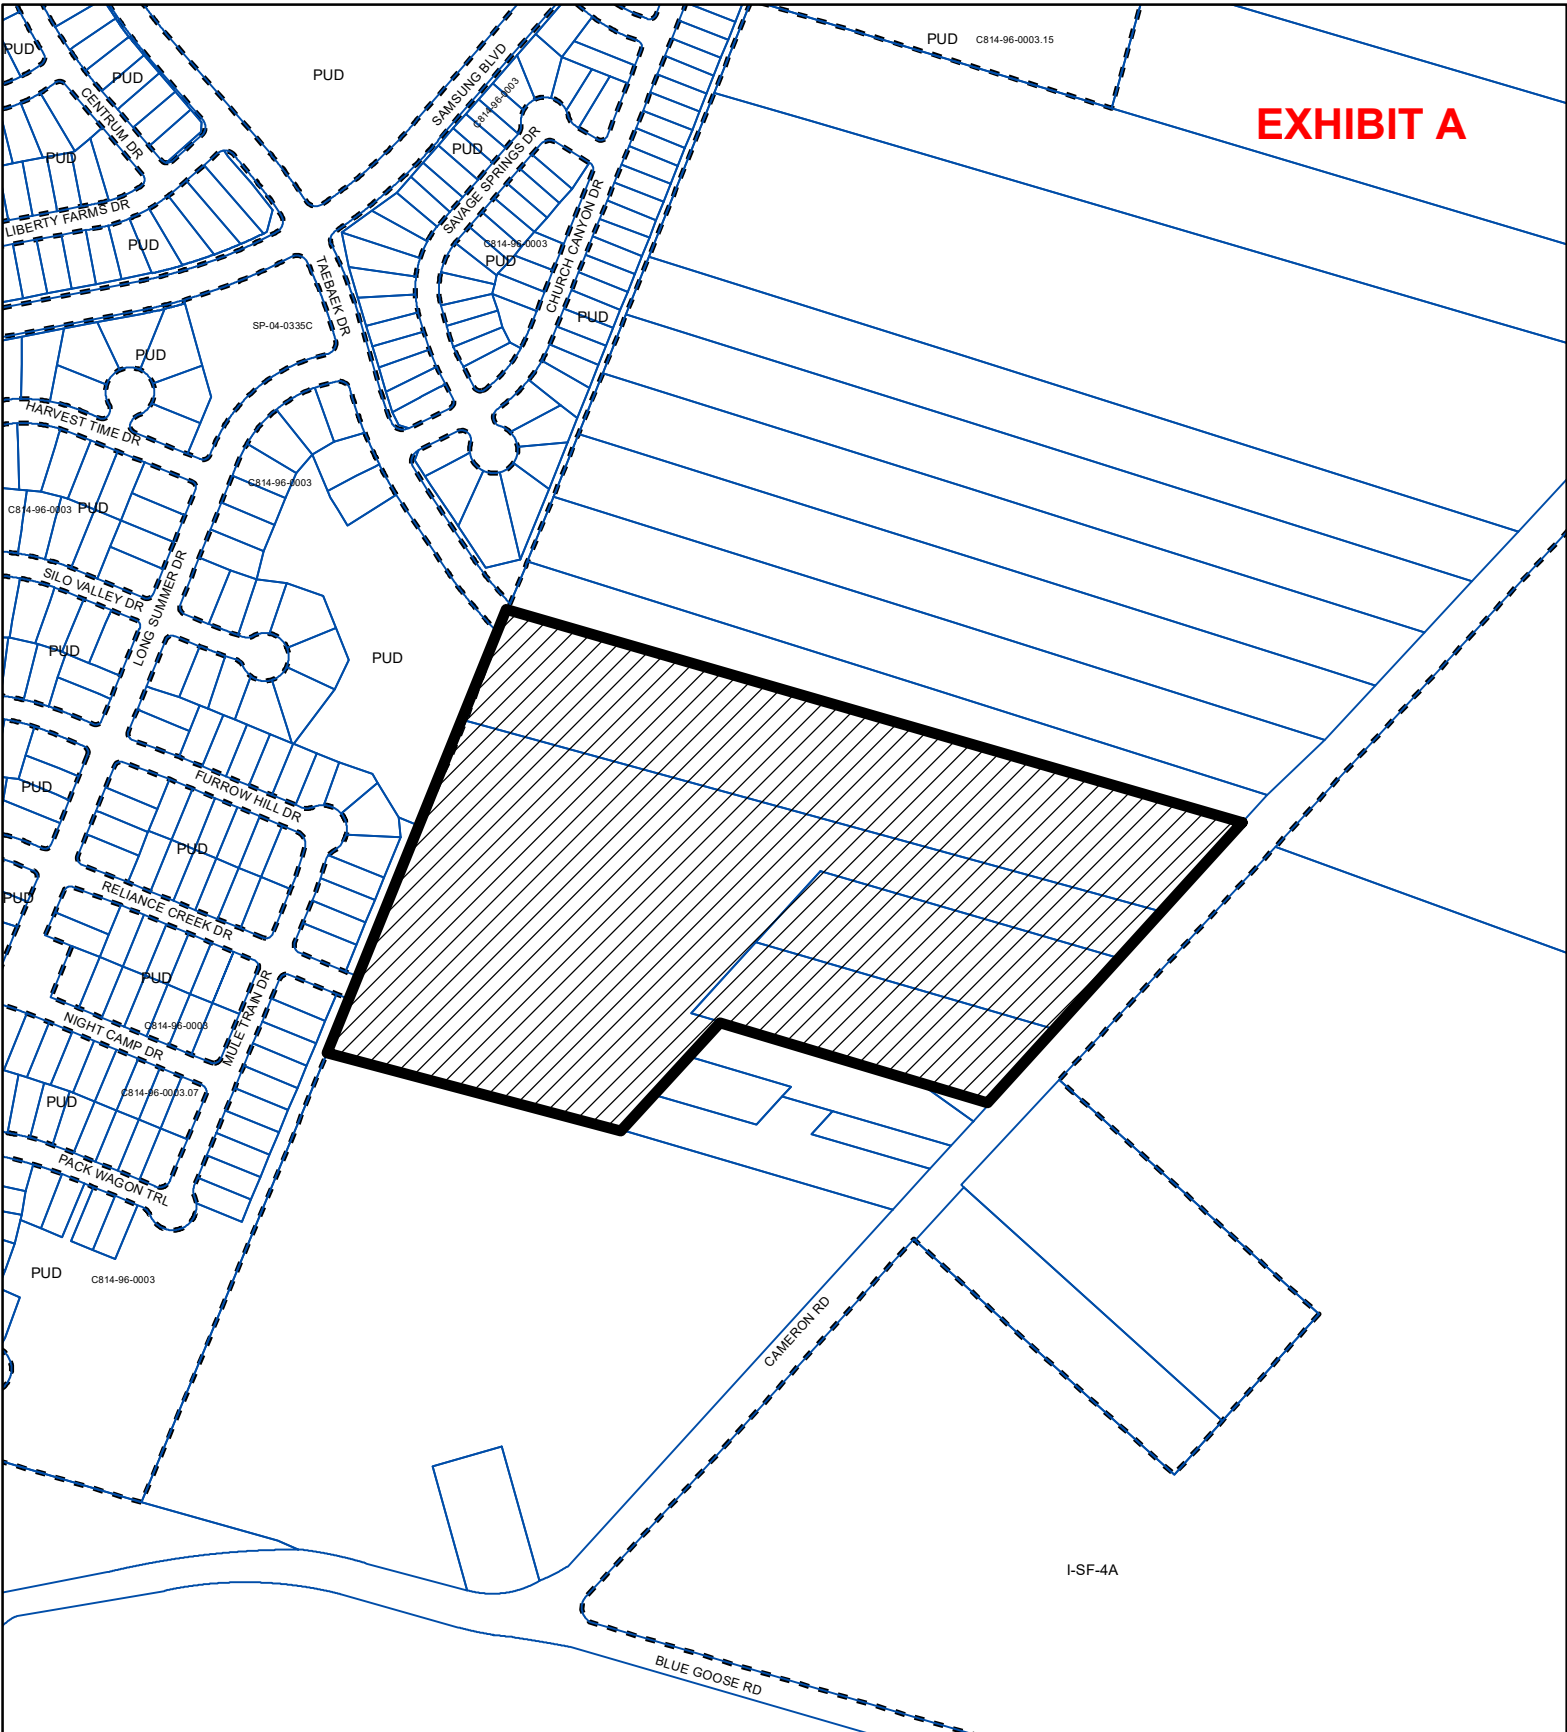 PUD
PUD
PUD
PUD C814-96-0003.15
EXHIBIT A
SAMSUNG BLVD
C814-96-0003
CENTRUM DR
PUD
PUD
SAVAGE SPRINGS DR
LIBERTY FARMS DR
PUD
C814-96-0003
PUD
CHURCH CANYON DR
TAEBAEK DR
SP-04-0335C
PUD
PUD
HARVEST TIME DR
C814-96-0003
C814-96-0003 PUD
SILO VALLEY DR
LONG SUMMER DR
PUD
PUD
PUD
FURROW HILL DR
PUD
PUD
RELIANCE CREEK DR
PUD
NIGHT CAMP DR
C814-96-0003
MULE TRAIN DR
PUD
C814-96-0003.07
PACK WAGON TRL
PUD
C814-96-0003
CAMERON RD
I-SF-4A
BLUE GOOSE RD